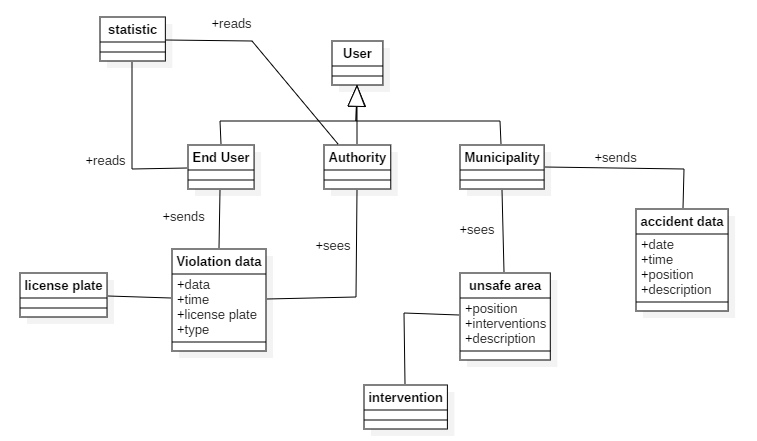 statistic
+reads
User
+reads
End User
Authority
Municipality
+sends
+sends
+sees
+sees
accident data
+date
+time
+position
+description
license plate
Violation data
+data
+time
+license plate
+type
unsafe area
+position
+interventions
+description
intervention